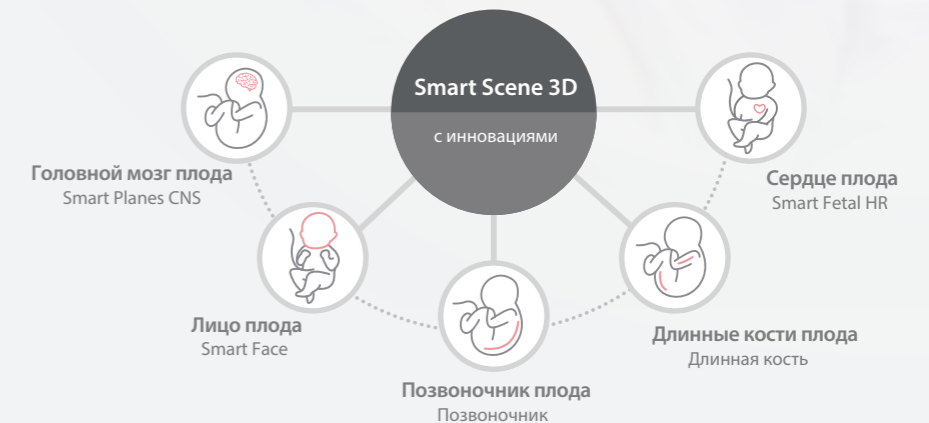 Smart Scene 3D
с инновациями
Головной мозг плода
Smart Planes CNS
Сердце плода
Smart Fetal HR
Лицо плода
Smart Face
Длинные кости плода
Длинная кость
Позвоночник плода
Позвоночник